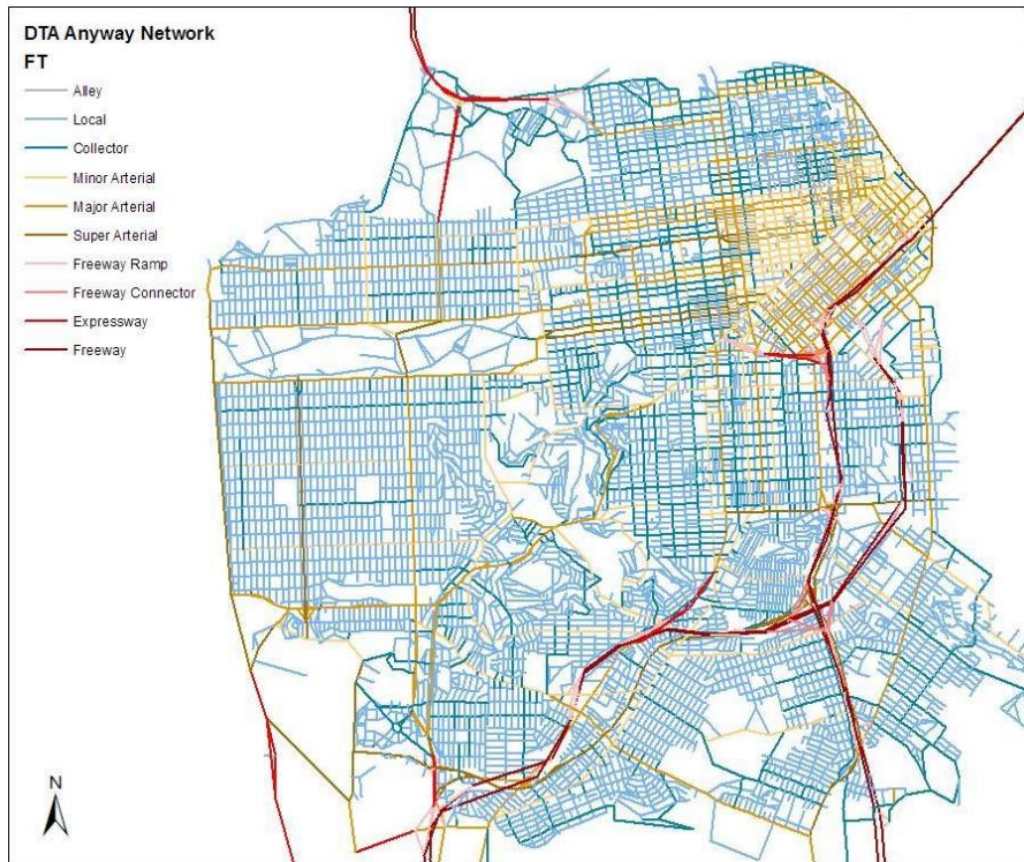 DTA Anyway Network
FT
Alley
Local
Collector
Minor Arterial
Major Arterial
Super Arterial
Freeway Ramp
Freeway Connector
Expressway
Freeway
N